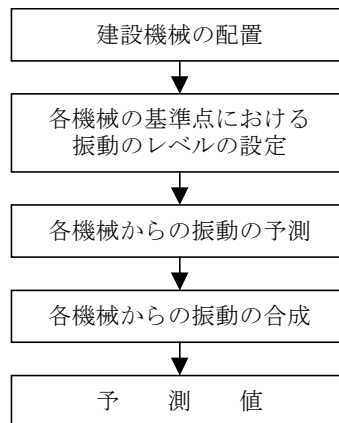 建設機械の配置
各機械の基準点における
振動のレベルの設定
各機械からの振動の予測
各機械からの振動の合成
予　測　値